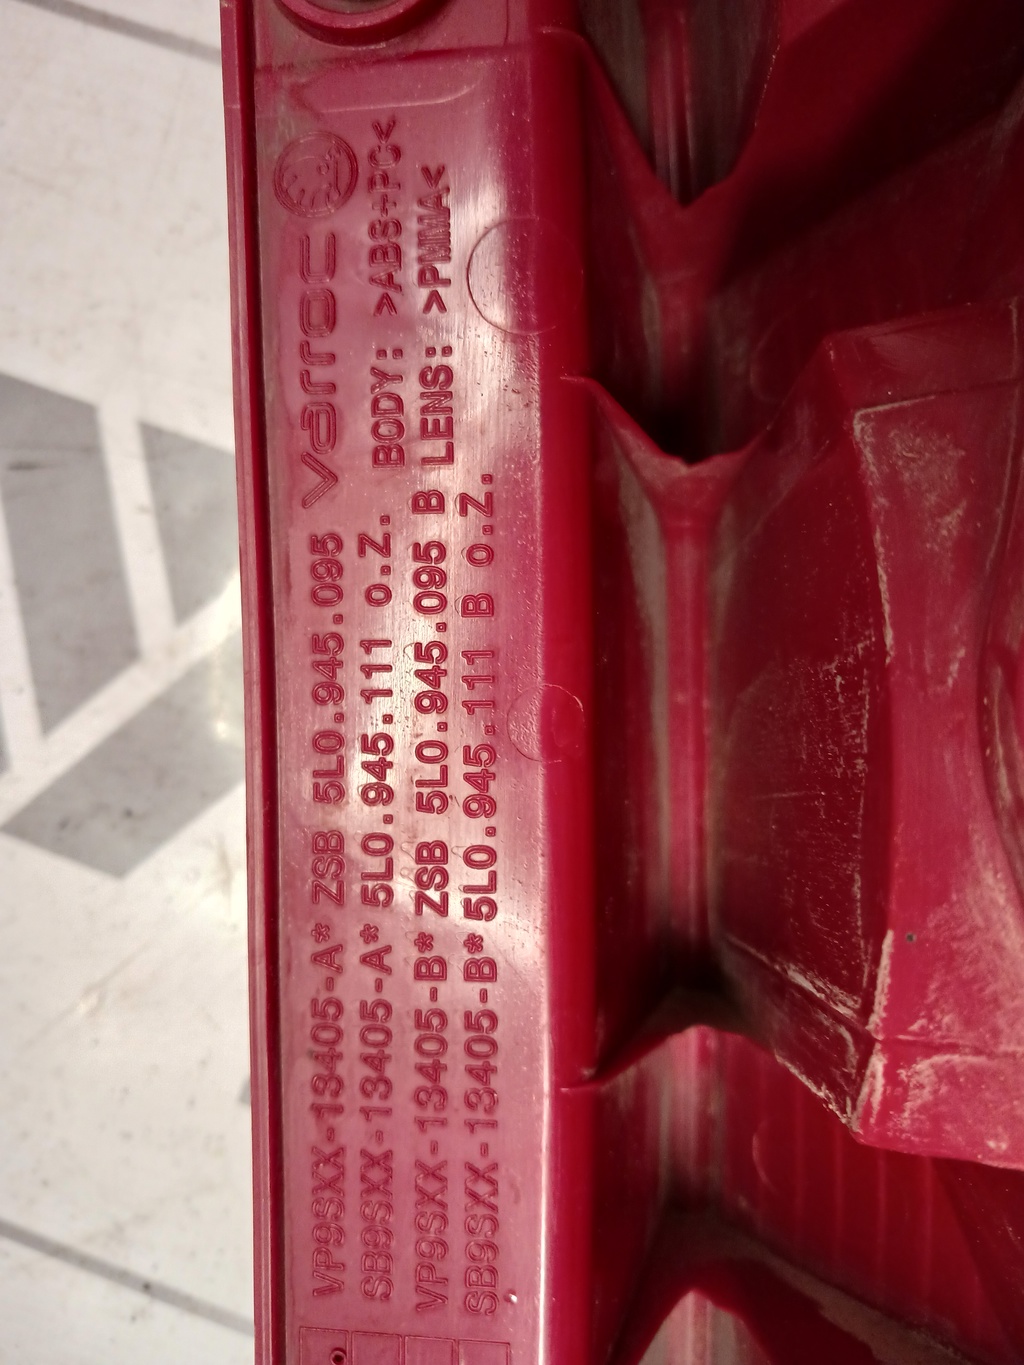 VP9SXX-13405-A* ZSB 5L0.945.095 varroc
SB9SXX-13405-A* 5L0.945.111 o.Z. BODY: >ABS+PC<
VP9SXX-13405-B* ZSB 5L0.945.095 B LENS: >PMMA<
SB9SXX-13405-B* 5L0.945.111 B o.Z.